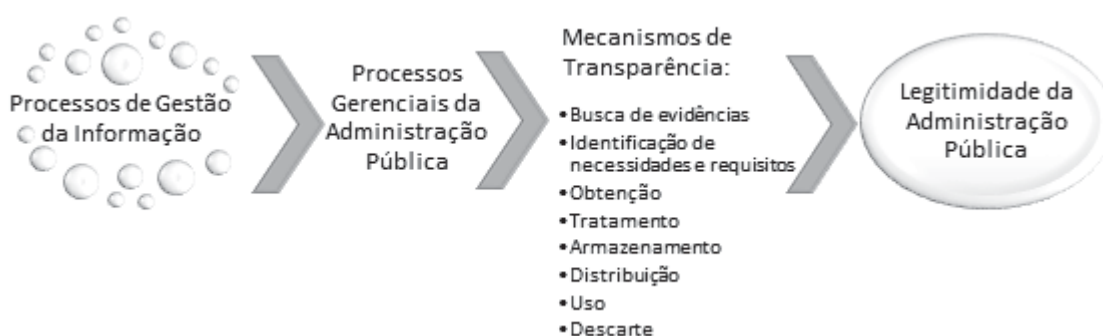 Processos de Gestão
da Informação
Processos
Gerenciais da
Administração
Pública
Mecanismos de
Transparência:
•Busca de evidências
•Identificação de
necessidades e requisitos
•Obtenção
•Tratamento
•Armazenamento
•Distribuição
•Uso
•Descarte
Legitimidade da
Administração
Pública